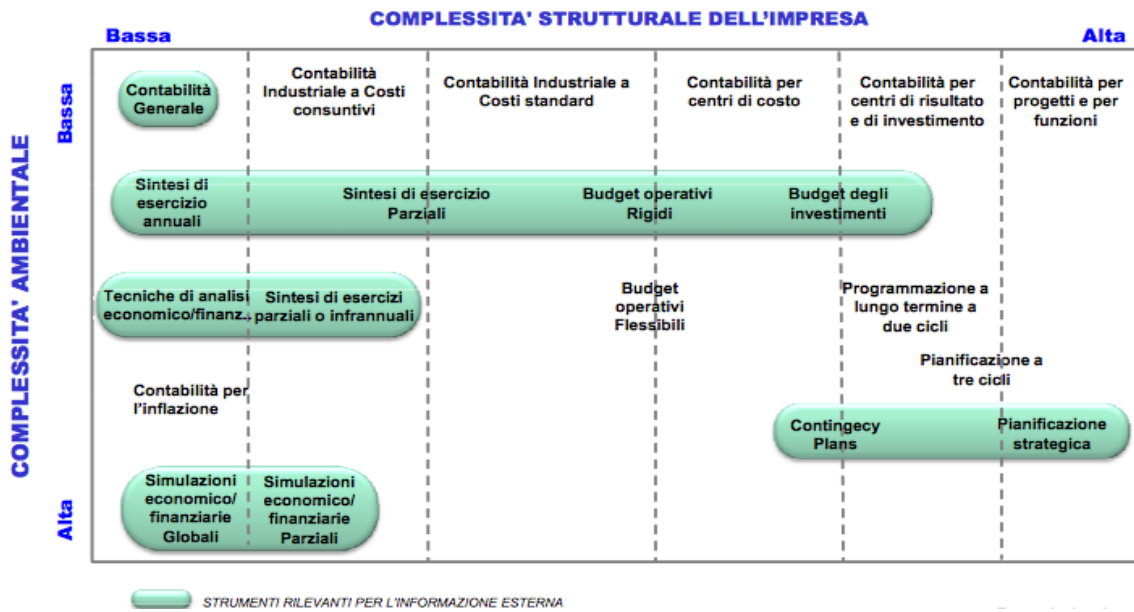 COMPLESSITA' STRUTTURALE DELL'IMPRESA
Bassa
Alta
COMPLESSITA' AMBIENTALE
Bassa
Alta
Contabilità
Generale
Contabilità
Industriale a Costi
consuntivi
Contabilità Industriale a
Costi standard
Contabilità per
centri di costo
Contabilità per
centri di risultato
e di investimento
Contabilità per
progetti e per
funzioni
Sintesi di
esercizio
annuali
Sintesi di esercizio
Parziali
Budget operativi
Rigidi
Budget degli
investimenti
Tecniche di analisi
economico/finanz..
Sintesi di esercizi
parziali o infrannuali
Budget
operativi
Flessibili
Programmazione a
lungo termine a
due cicli
Pianificazione a
tre cicli
Contabilità per
l'inflazione
Contingecy
Plans
Pianificazione
strategica
Simulazioni
economico/
finanziarie
Globali
Simulazioni
economico/
finanziarie
Parziali
STRUMENTI RILEVANTI PER L'INFORMAZIONE ESTERNA